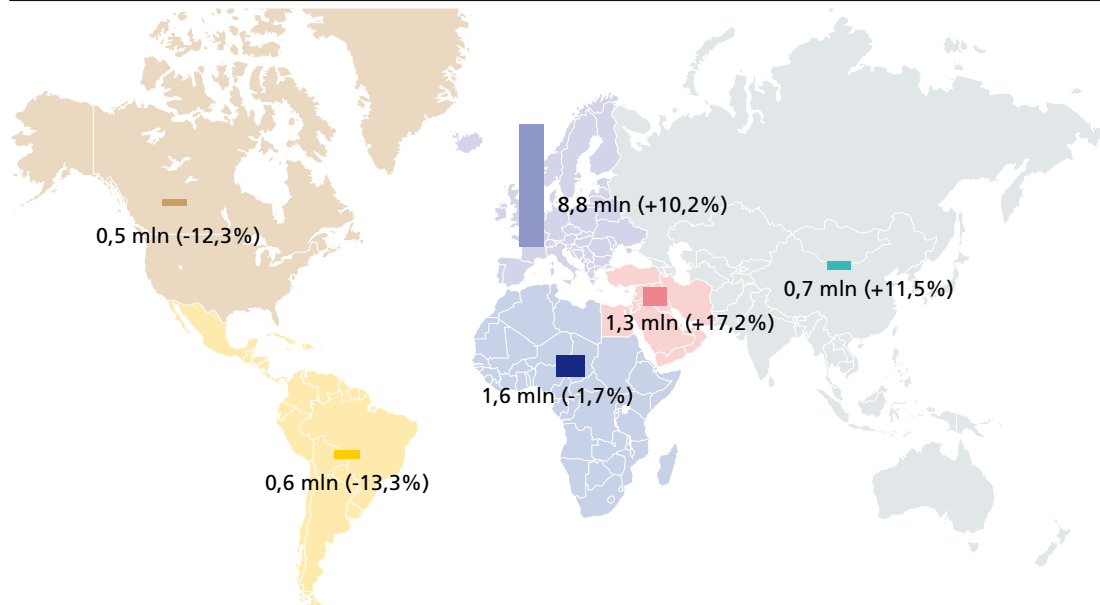 8,8 mln (+10,2%)
0,5 mln (-12,3%)
0,7 mln (+11,5%)
1,3 mln (+17,2%)
1,6 mln (-1,7%)
0,6 mln (-13,3%)